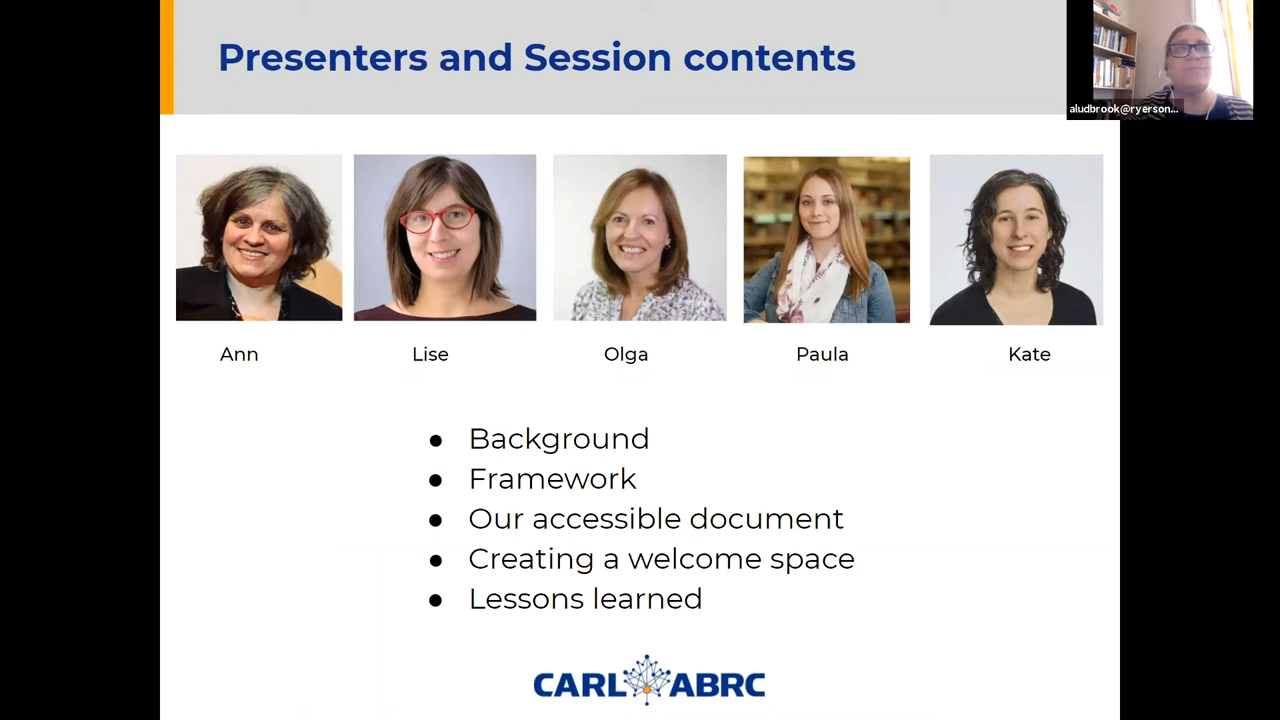 Presenters and Session contents
aludbrook@ryerson...
Ann
Lise
Olga
Paula
Kate
● Background
● Framework
● Our accessible document
● Creating a welcome space
● Lessons learned
CARL ABRC